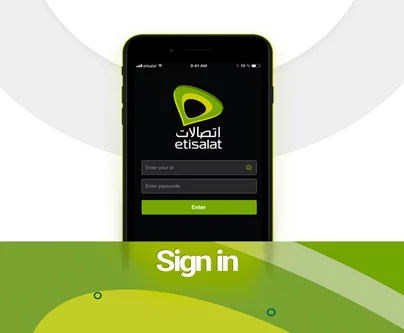 etisalat
9:41 AM
58 %
اتصالات
etisalat
Enter your id
Enter passcode
Enter
Sign in